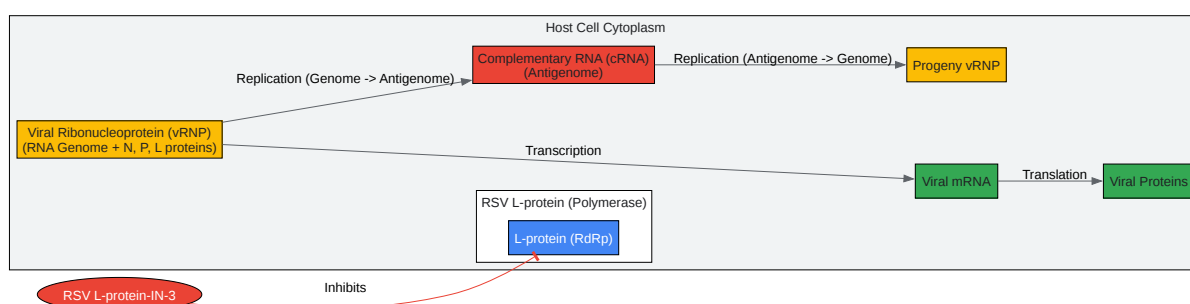 Host Cell Cytoplasm
Complementary RNA (cRNA)
(Antigenome)
Replication (Antigenome -> Genome)
Progeny vRNP
Replication (Genome -> Antigenome)
Viral Ribonucleoprotein (vRNP)
(RNA Genome + N, P, L proteins)
Transcription
Viral mRNA
Translation
Viral Proteins
RSV L-protein (Polymerase)
L-protein (RdRp)
Inhibits
RSV L-protein-IN-3